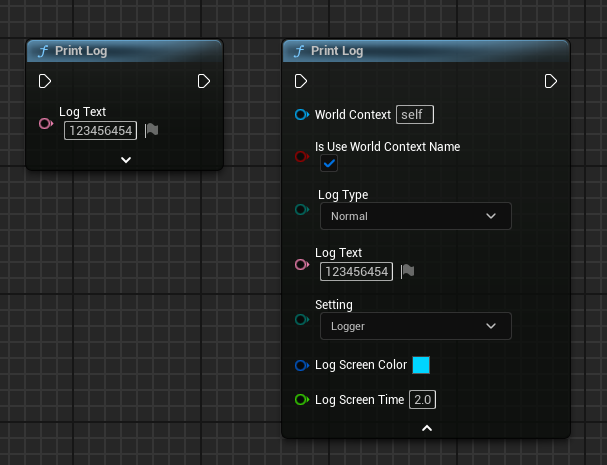 Print Log
Log Text
123456454
Print Log
World Context self
Is Use World Context Name
Log Type
Normal
Log Text
123456454
Setting
Logger
Log Screen Color
Log Screen Time 2.0